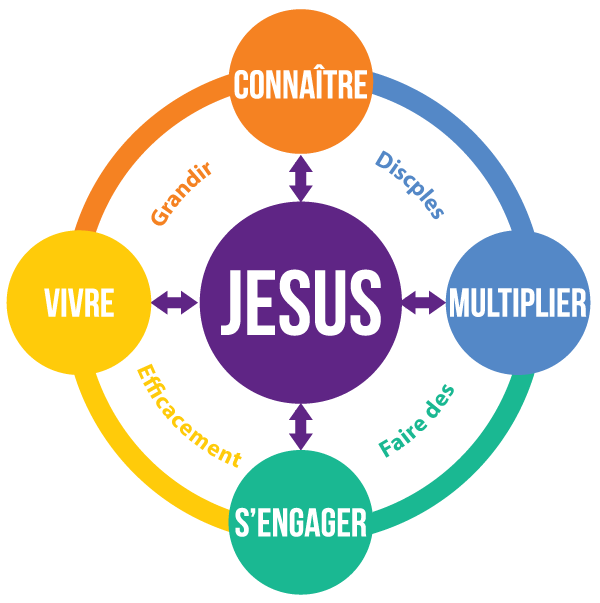 CONNAÎTRE
Grandir
Discples
VIVRE
JESUS
MULTIPLIER
Efficacement
Faire des
S'ENGAGER